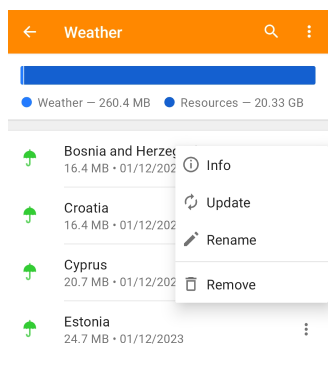 Weather
Weather — 260.4 MB Resources — 20.33 GB
Bosnia and
16.4 MB • 01/12/202
Info
Update
Croatia
16.4 MB • 01/12/202
Rename
Cyprus
20.7 MB • 01/12/202
Remove
Estonia
24.7 MB • 01/12/2023